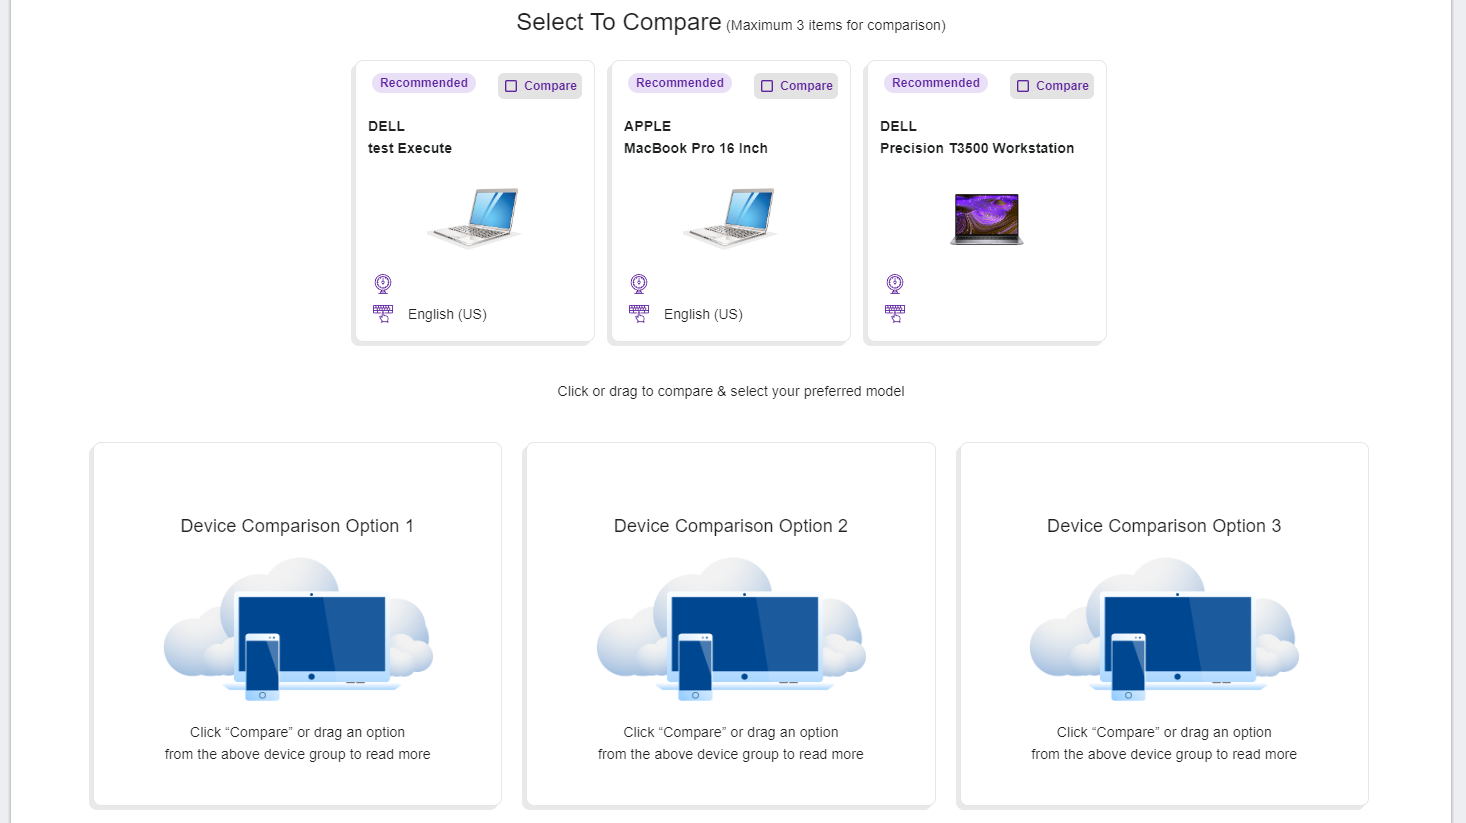 Select To Compare (Maximum 3 items for comparison)
Recommended
Compare
DELL
test Execute
English (US)
Recommended
Compare
APPLE
MacBook Pro 16 Inch
English (US)
Recommended
Compare
DELL
Precision T3500 Workstation
Click or drag to compare & select your preferred model
Device Comparison Option 1
Click “Compare” or drag an option
from the above device group to read more
Device Comparison Option 2
Click “Compare” or drag an option
from the above device group to read more
Device Comparison Option 3
Click “Compare” or drag an option
from the above device group to read more